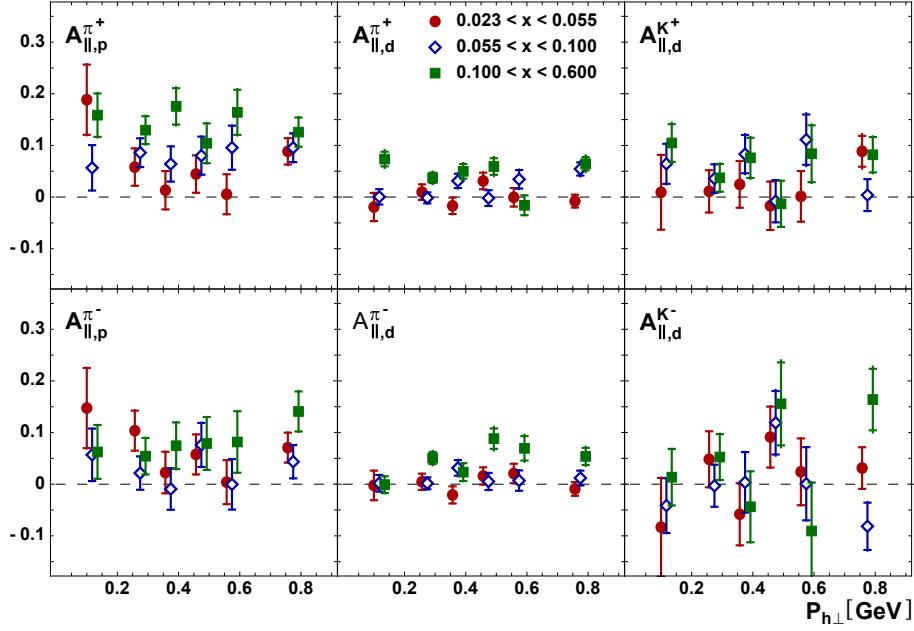 A∥,p^π+
A∥,d^π+
A∥,d^K+
0.023 < x < 0.055
0.055 < x < 0.100
0.100 < x < 0.600
0.3
0.2
0.1
0
-0.1
A∥,p^π-
A∥,d^π-
A∥,d^K-
0.3
0.2
0.1
0
-0.1
0.2 0.4 0.6 0.8 0.2 0.4 0.6 0.8 0.2 0.4 0.6 0.8
P_h⊥ [GeV]